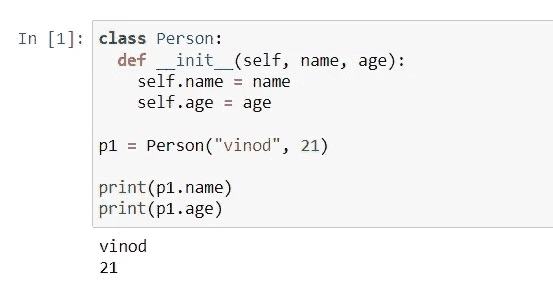 In [1]: class Person:
  def __init__(self, name, age):
    self.name = name
    self.age = age
p1 = Person("vinod", 21)
print(p1.name)
print(p1.age)
vinod
21